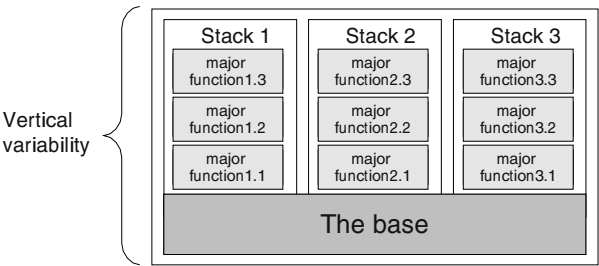 Stack 1
major
function1.3
major
function1.2
major
function1.1
Stack 2
major
function2.3
major
function2.2
major
function2.1
Stack 3
major
function3.3
major
function3.2
major
function3.1
Vertical
variability
The base